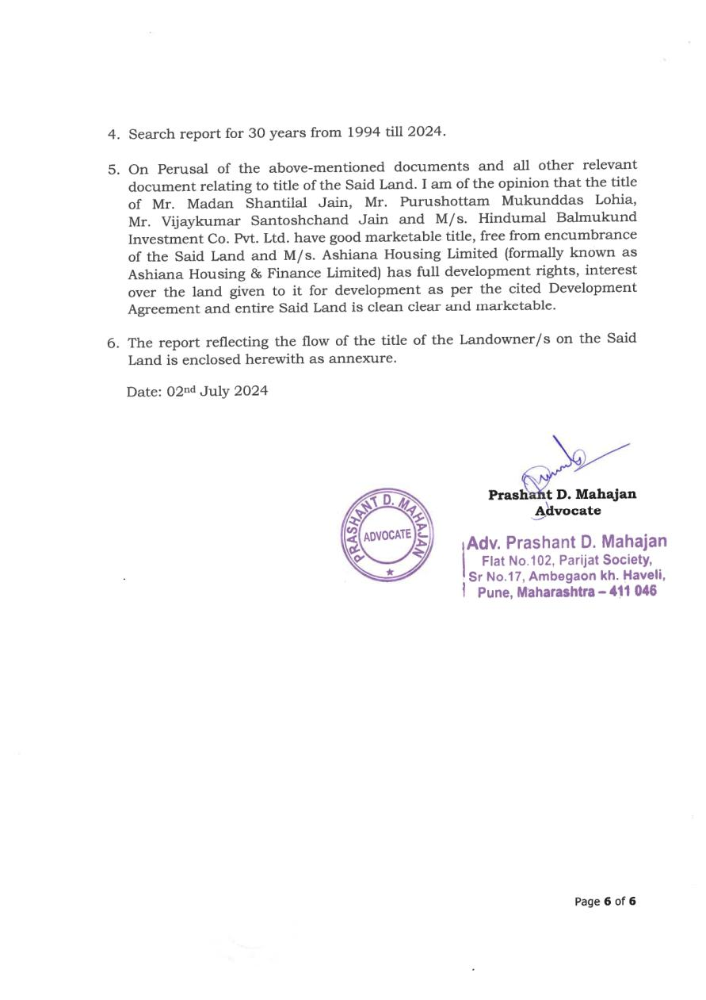 4. Search report for 30 years from 1994 till 2024.
5. On Perusal of the above-mentioned documents and all other relevant
document relating to title of the Said Land. I am of the opinion that the title
of Mr. Madan Shantilal Jain, Mr. Purushottam Mukunddas Lohia,
Mr. Vijaykumar Santoshchand Jain and M/s. Hindumal Balmukund
Investment Co. Pvt. Ltd. have good marketable title, free from encumbrance
of the Said Land and M/s. Ashiana Housing Limited (formally known as
Ashiana Housing & Finance Limited) has full development rights, interest
over the land given to it for development as per the cited Development
Agreement and entire Said Land is clean clear and marketable.
6. The report reflecting the flow of the title of the Landowner/s on the Said
Land is enclosed herewith as annexure.
Date: 02nd July 2024
Prashant D. Mahajan
Advocate
PRASHANT D. MAHAJAN
ADVOCATE
Adv. Prashant D. Mahajan
Flat No.102, Parijat Society,
Sr No.17, Ambegaon kh. Haveli,
Pune, Maharashtra – 411 046
Page 6 of 6